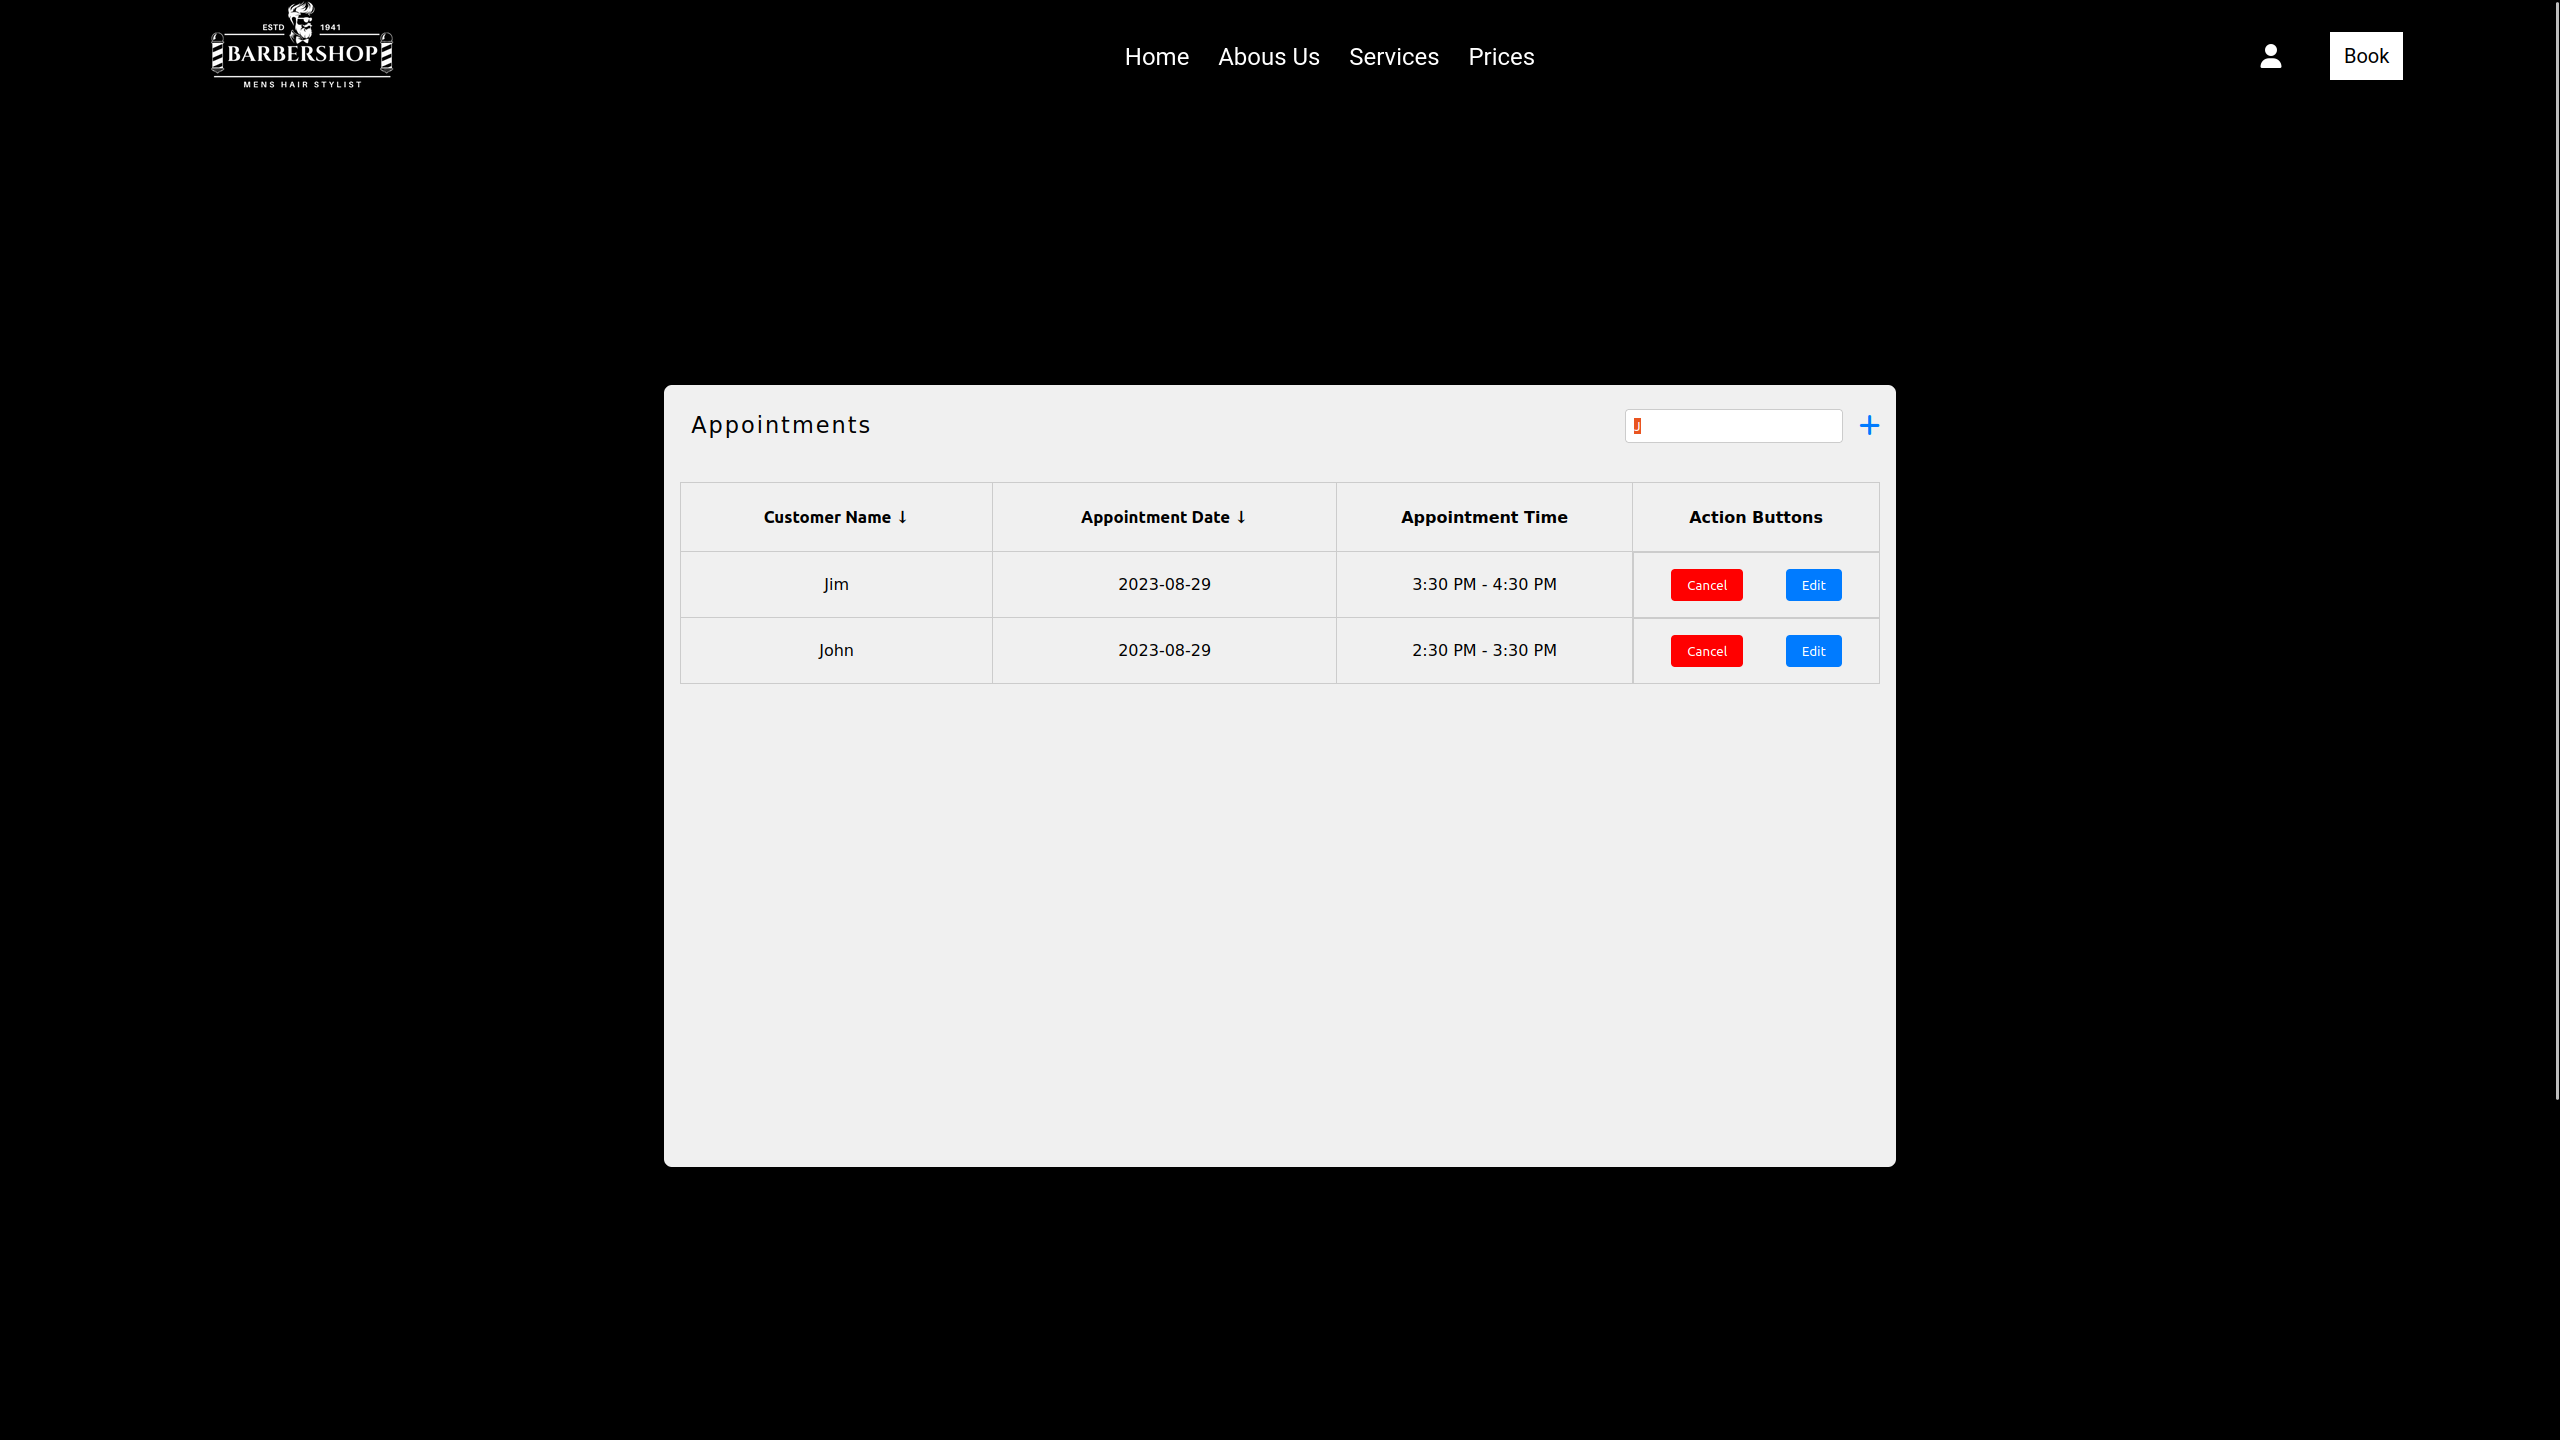 ESTD 1941
BARBERSHOP
MENS HAIR STYLIST
Home Abous Us Services Prices
Book
Appointments
J
Customer Name ↓ Appointment Date ↓ Appointment Time Action Buttons
Jim 2023-08-29 3:30 PM - 4:30 PM Cancel Edit
John 2023-08-29 2:30 PM - 3:30 PM Cancel Edit